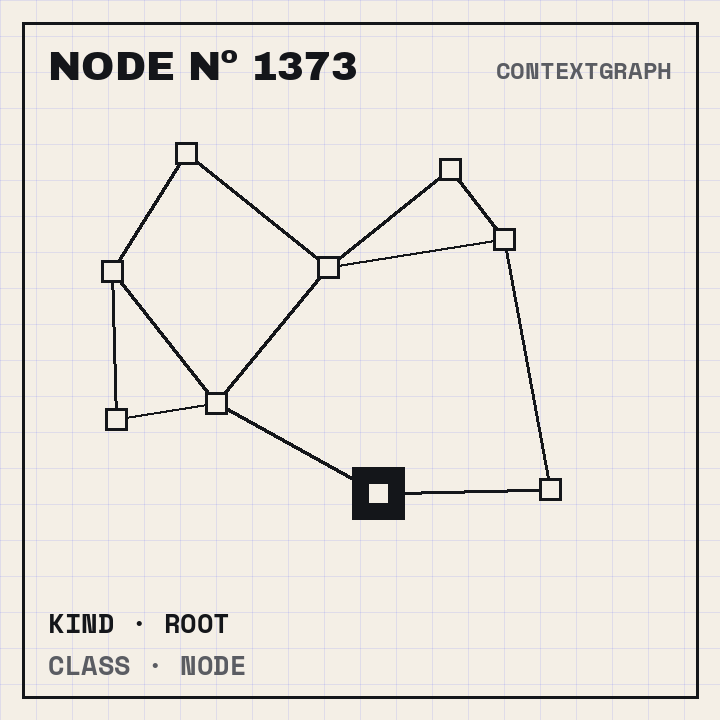 NODE Nº 1373
CONTEXTGRAPH
KIND · ROOT
CLASS · NODE